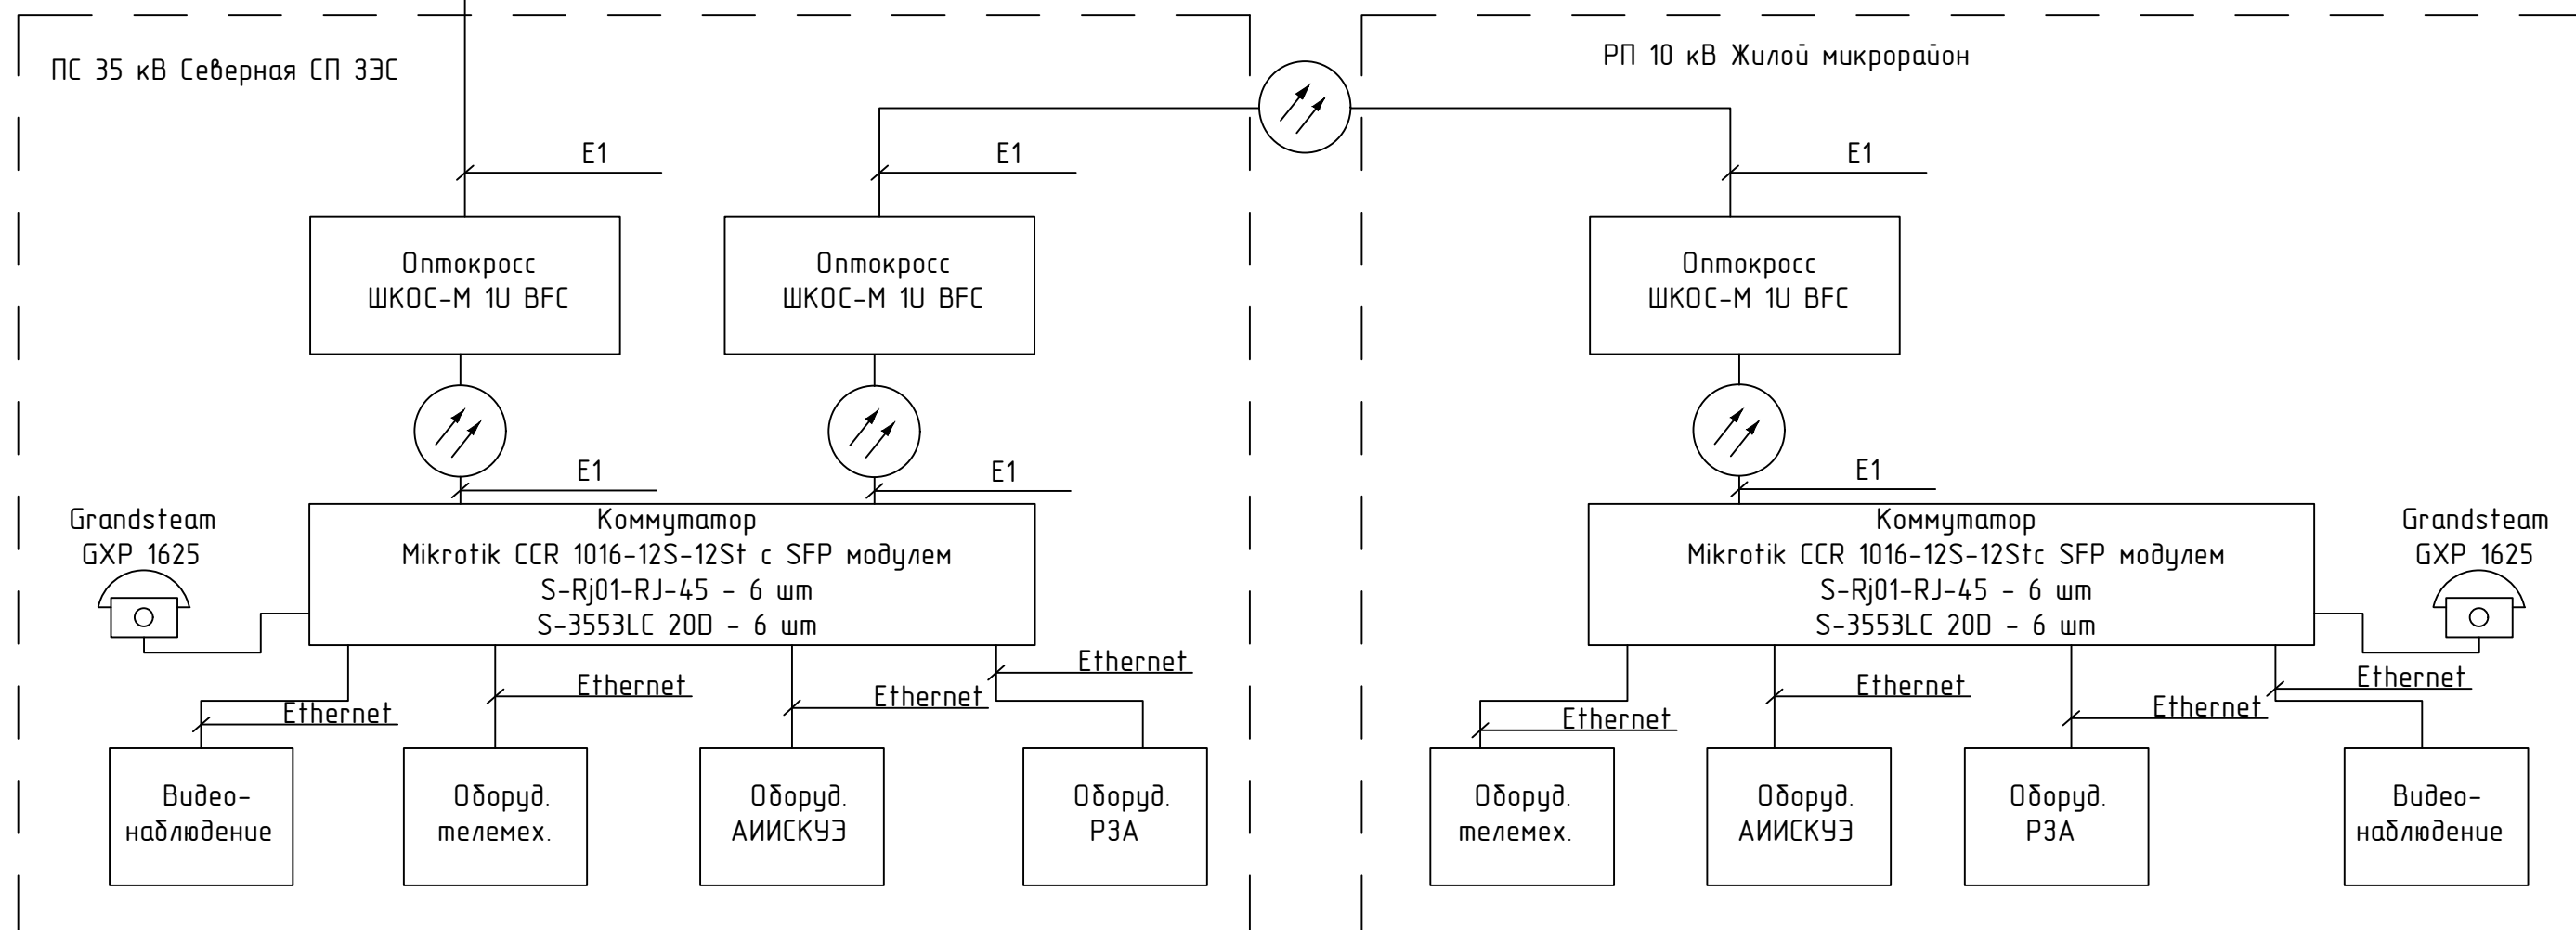 ПС 35 кВ Северная СП ЗЭС
E1
E1
Оптокросс
ШКОС-М 1U BFC
Оптокросс
ШКОС-М 1U BFC
E1
E1
Grandsteam
GXP 1625
Коммутатор
Mikrotik CCR 1016-12S-12St с SFP модулем
S-Rj01-RJ-45 - 6 шт
S-3553LC 20D - 6 шт
Ethernet
Ethernet
Ethernet
Ethernet
Видео-
наблюдение
Оборуд.
телемех.
Оборуд.
АИИСКУЭ
Оборуд.
РЗА
РП 10 кВ Жилой микрорайон
E1
Оптокросс
ШКОС-М 1U BFC
E1
Коммутатор
Mikrotik CCR 1016-12S-12Stс SFP модулем
S-Rj01-RJ-45 - 6 шт
S-3553LC 20D - 6 шт
Grandsteam
GXP 1625
Ethernet
Ethernet
Ethernet
Ethernet
Оборуд.
телемех.
Оборуд.
АИИСКУЭ
Оборуд.
РЗА
Видео-
наблюдение